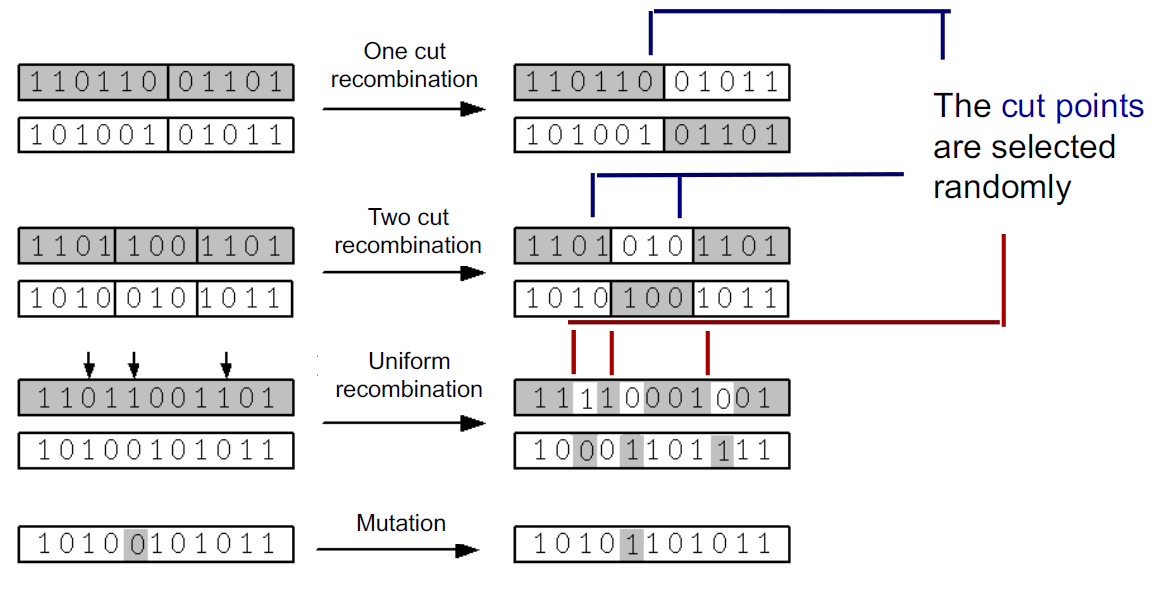 One cut
recombination
110110 01101
110110 01011
101001 01011
101001 01101
The cut points
are selected
randomly
Two cut
recombination
1101 100 1101
1101 010 1101
1010 010 1011
1010 100 1011
Uniform
recombination
11011001101
11110001001
10100101011
10001101111
Mutation
10100101011
10101101011